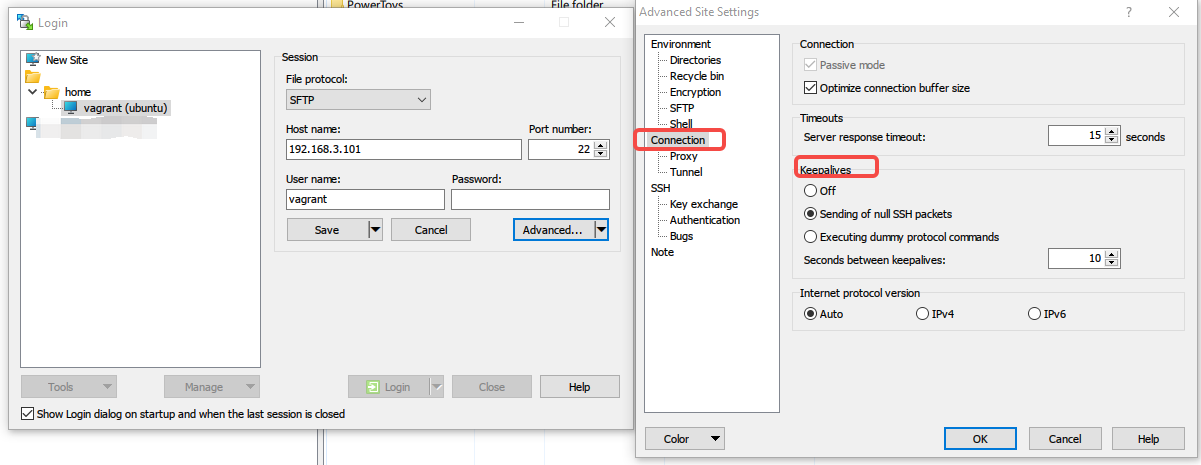 PowerToys
File folder
Login
New Site
home
vagrant (ubuntu)
Session
File protocol:
SFTP
Host name:
Port number:
192.168.3.101
22
User name:
Password:
vagrant
Save
Cancel
Advanced...
Tools
Manage
Login
Close
Help
Show Login dialog on startup and when the last session is closed
Advanced Site Settings
?
Environment
Directories
Recycle bin
Encryption
SFTP
Shell
Connection
Proxy
Tunnel
SSH
Key exchange
Authentication
Bugs
Note
Connection
Passive mode
Optimize connection buffer size
Timeouts
Server response timeout:
15
seconds
Keepalives
Off
Sending of null SSH packets
Executing dummy protocol commands
Seconds between keepalives:
10
Internet protocol version
Auto
IPv4
IPv6
Color
OK
Cancel
Help